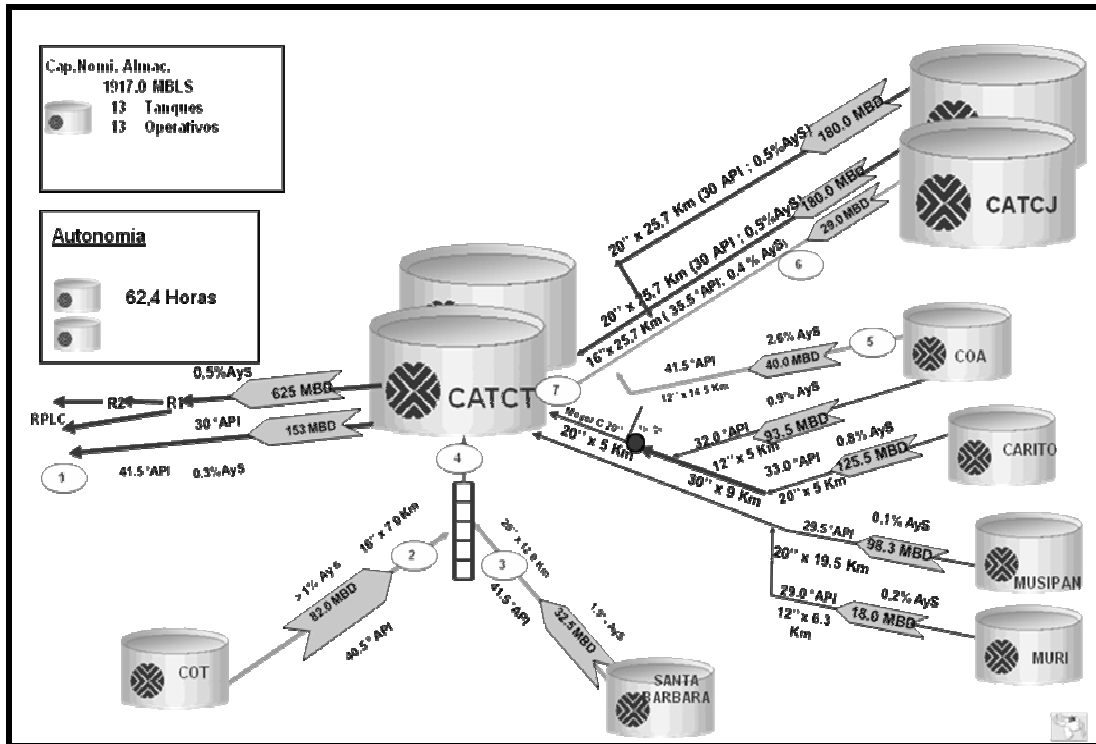 Cap.Nomi. Almac.
1917.0 MBLS
13 Tanques
13 Operativos
Autonomía
62,4 Horas
180.0 MBD
20" x 25.7 Km (30 API ; 0.5%AyS)
180.0 MBD
20" x 25.7 Km (30 API ; 0,5%AyS)
29.0 MBD
16"x 25.7 Km ( 35.5°API; 0.4 % AyS)
CATCJ
6
CATCT
7
0,5%AyS
625 MBD
R2
R1
RPLC
30 °API
153 MBD
1
41.5°API
0.3%AyS
2.6% AyS
5
41.5°API
40.0 MBD
12" x 14.5 Km
COA
0.9% AyS
32.0 °API
93.5 MBD
12" x 5 Km
20" x 5 Km
0.8% AyS
33.0 °API
125.5 MBD
20" x 5 Km
30" x 9 Km
CARITO
0.1% AyS
29.5°API
98.3 MBD
20" x 19.5 Km
MUSIPAN
0.2% AyS
29.0°API
18.0 MBD
12" x 6.3
Km
MURI
4
2
3
> 1% Ays
82.0 MBD
40.5° API
COT
41.5°API
32.5 MBD
SANTA
BARBARA